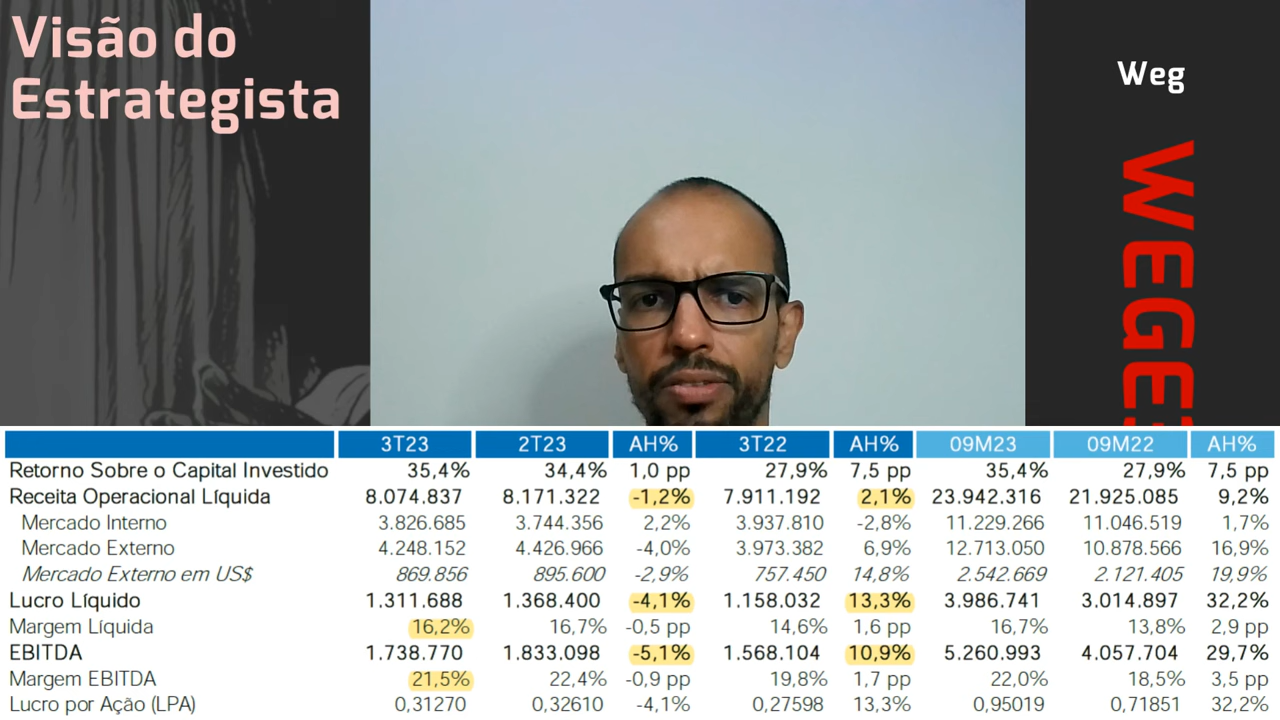 Visão do
Estrategista
Weg
WEGE
3T23 2T23 AH% 3T22 AH% 09M23 09M22 AH%
Retorno Sobre o Capital Investido 35,4% 34,4% 1,0 pp 27,9% 7,5 pp 35,4% 27,9% 7,5 pp
Receita Operacional Líquida 8.074.837 8.171.322 -1,2% 7.911.192 2,1% 23.942.316 21.925.085 9,2%
Mercado Interno 3.826.685 3.744.356 2,2% 3.937.810 -2,8% 11.229.266 11.046.519 1,7%
Mercado Externo 4.248.152 4.426.966 -4,0% 3.973.382 6,9% 12.713.050 10.878.566 16,9%
Mercado Externo em US$ 869.856 895.600 -2,9% 757.450 14,8% 2.542.669 2.121.405 19,9%
Lucro Líquido 1.311.688 1.368.400 -4,1% 1.158.032 13,3% 3.986.741 3.014.897 32,2%
Margem Líquida 16,2% 16,7% -0,5 pp 14,6% 1,6 pp 16,7% 13,8% 2,9 pp
EBITDA 1.738.770 1.833.098 -5,1% 1.568.104 10,9% 5.260.993 4.057.704 29,7%
Margem EBITDA 21,5% 22,4% -0,9 pp 19,8% 1,7 pp 22,0% 18,5% 3,5 pp
Lucro por Ação (LPA) 0,31270 0,32610 -4,1% 0,27598 13,3% 0,95019 0,71851 32,2%